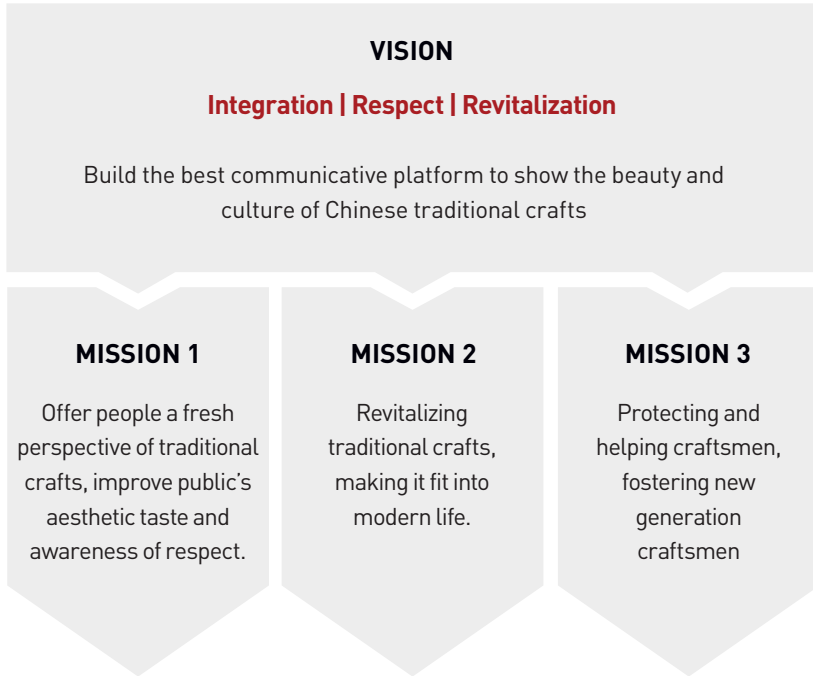 VISION
Integration | Respect | Revitalization
Build the best communicative platform to show the beauty and
culture of Chinese traditional crafts
MISSION 1
Offer people a fresh
perspective of traditional
crafts, improve public’s
aesthetic taste and
awareness of respect.
MISSION 2
Revitalizing
traditional crafts,
making it fit into
modern life.
MISSION 3
Protecting and
helping craftsmen,
fostering new
generation
craftsmen